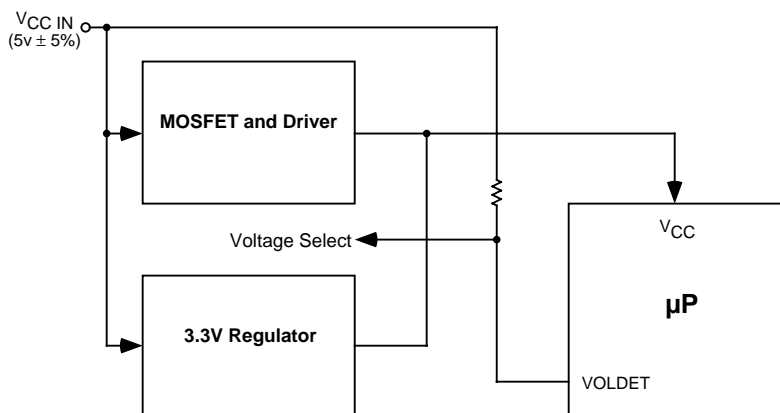 VCC IN
(5v ± 5%)
MOSFET and Driver
Voltage Select
VCC
µP
3.3V Regulator
VOLDET